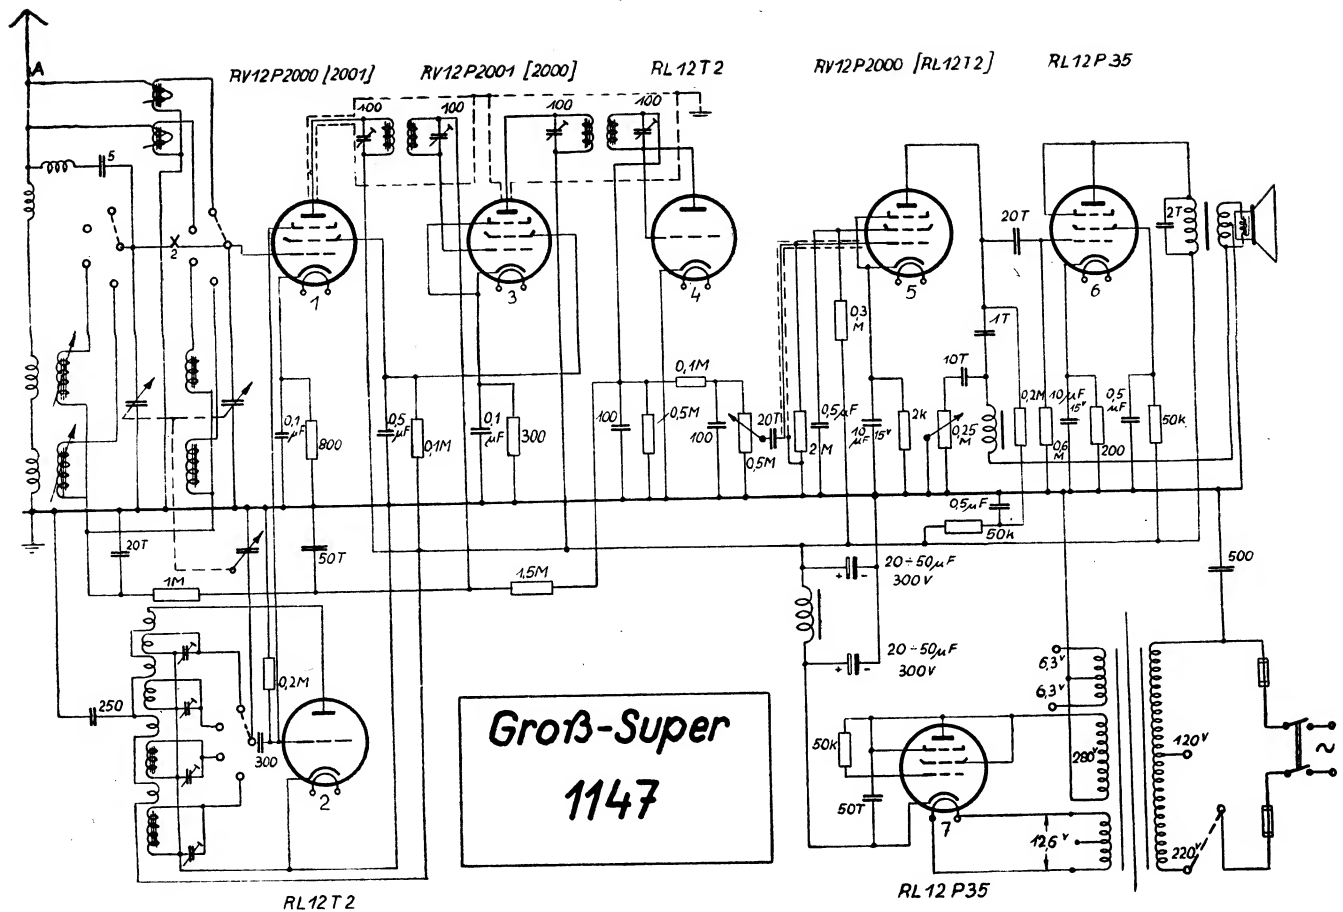 A
RV12P2000 [2001]
RV12P2001 [2000]
RL12T2
RV12P2000 [RL12T2]
RL12P35
100
100
100
100
5
X
2
20T
2T
1
3
4
5
6
0,3
M
1T
10T
0,1M
0,1
µF
800
0,5
µF
0,1M
0,1
µF
300
100
0,5M
100
0,5M
20T
2M
0,5µF
10
µF
15V
2k
0,25
M
0,2M
0,6
M
10µF
15V
200
0,5
µF
50k
20T
50T
0,5µF
50k
1M
1,5M
20÷50µF
300V
+
-
500
20÷50µF
300V
+
-
6,3V
6,3V
0,2M
250
300
2
Groß-Super
1147
50k
50T
7
280V
12,6V
120V
220V
~
RL12T2
RL12P35